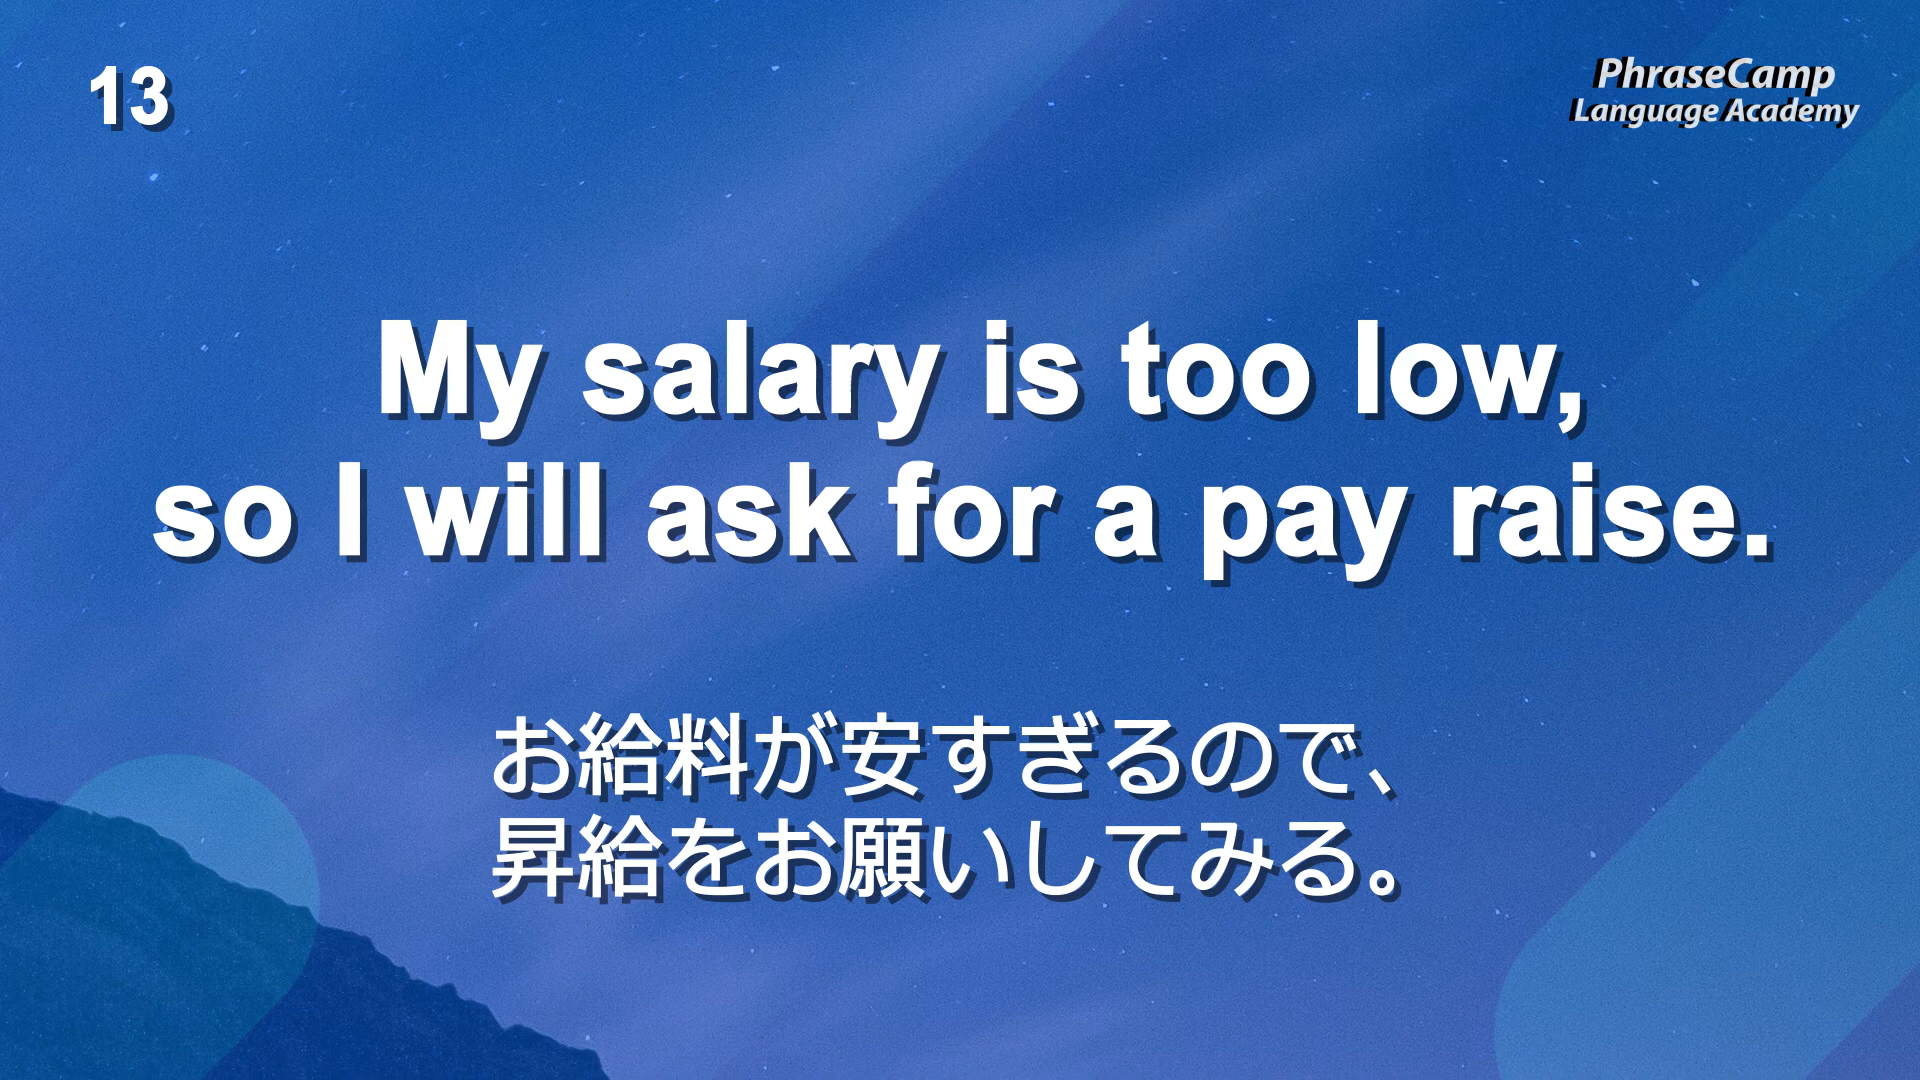 13
PhraseCamp
Language Academy
My salary is too low,
so I will ask for a pay raise.
お給料が安すぎるので、
昇給をお願いしてみる。